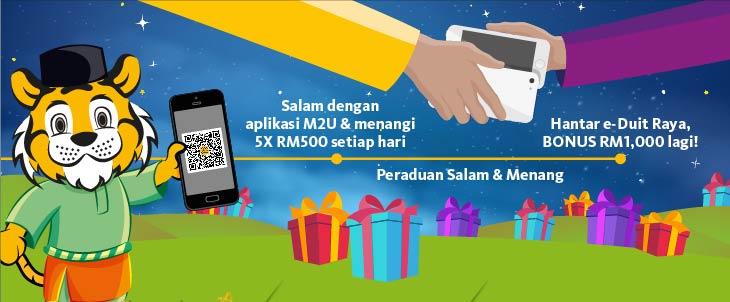 Salam dengan
aplikasi M2U & menangi
5X RM500 setiap hari
Hantar e-Duit Raya,
BONUS RM1,000 lagi!
Peraduan Salam & Menang